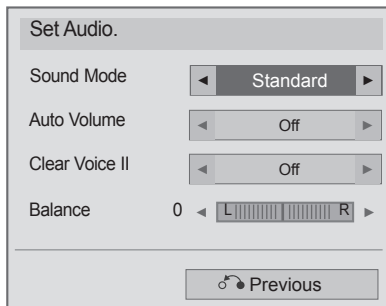 Set Audio.
Sound Mode ◄ Standard ►
Auto Volume ◄ Off ►
Clear Voice II ◄ Off ►
Balance 0 ◄ L R ►
Previous